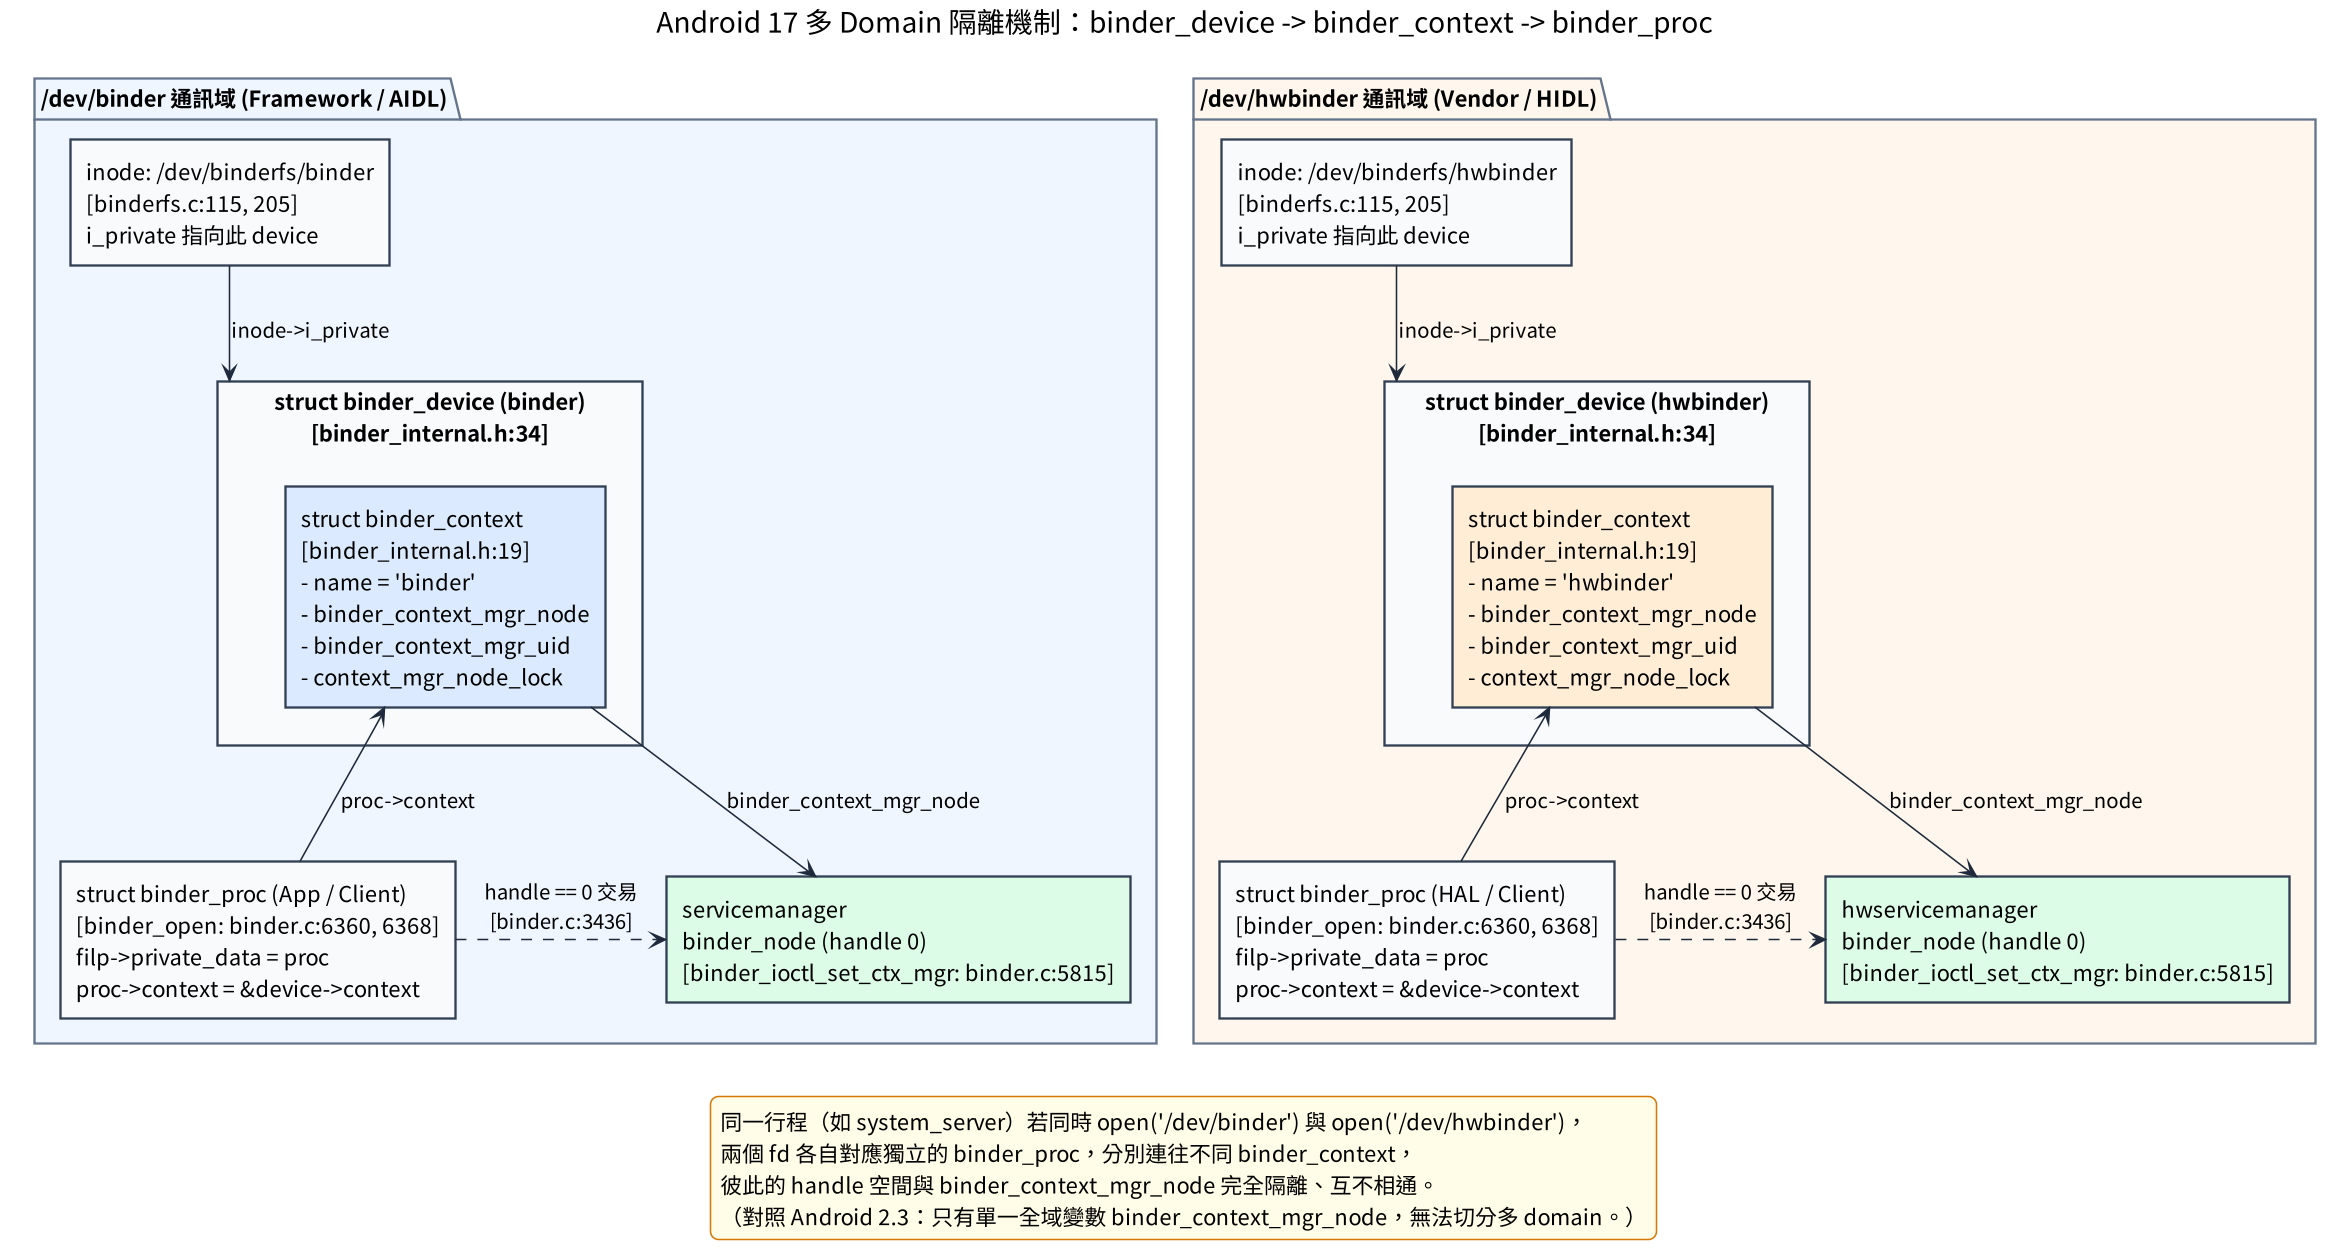 Android 17 多 Domain 隔離機制：binder_device -> binder_context -> binder_proc
/dev/binder 通訊域 (Framework / AIDL)
inode: /dev/binderfs/binder
[binderfs.c:115, 205]
i_private 指向此 device
inode->i_private
struct binder_device (binder)
[binder_internal.h:34]
struct binder_context
[binder_internal.h:19]
- name = 'binder'
- binder_context_mgr_node
- binder_context_mgr_uid
- context_mgr_node_lock
proc->context
binder_context_mgr_node
struct binder_proc (App / Client)
[binder_open: binder.c:6360, 6368]
filp->private_data = proc
proc->context = &device->context
handle == 0 交易
[binder.c:3436]
servicemanager
binder_node (handle 0)
[binder_ioctl_set_ctx_mgr: binder.c:5815]
/dev/hwbinder 通訊域 (Vendor / HIDL)
inode: /dev/binderfs/hwbinder
[binderfs.c:115, 205]
i_private 指向此 device
inode->i_private
struct binder_device (hwbinder)
[binder_internal.h:34]
struct binder_context
[binder_internal.h:19]
- name = 'hwbinder'
- binder_context_mgr_node
- binder_context_mgr_uid
- context_mgr_node_lock
proc->context
binder_context_mgr_node
struct binder_proc (HAL / Client)
[binder_open: binder.c:6360, 6368]
filp->private_data = proc
proc->context = &device->context
handle == 0 交易
[binder.c:3436]
hwservicemanager
binder_node (handle 0)
[binder_ioctl_set_ctx_mgr: binder.c:5815]
同一行程（如 system_server）若同時 open('/dev/binder') 與 open('/dev/hwbinder')，
兩個 fd 各自對應獨立的 binder_proc，分別連往不同 binder_context，
彼此的 handle 空間與 binder_context_mgr_node 完全隔離、互不相通。
（對照 Android 2.3：只有單一全域變數 binder_context_mgr_node，無法切分多 domain。）